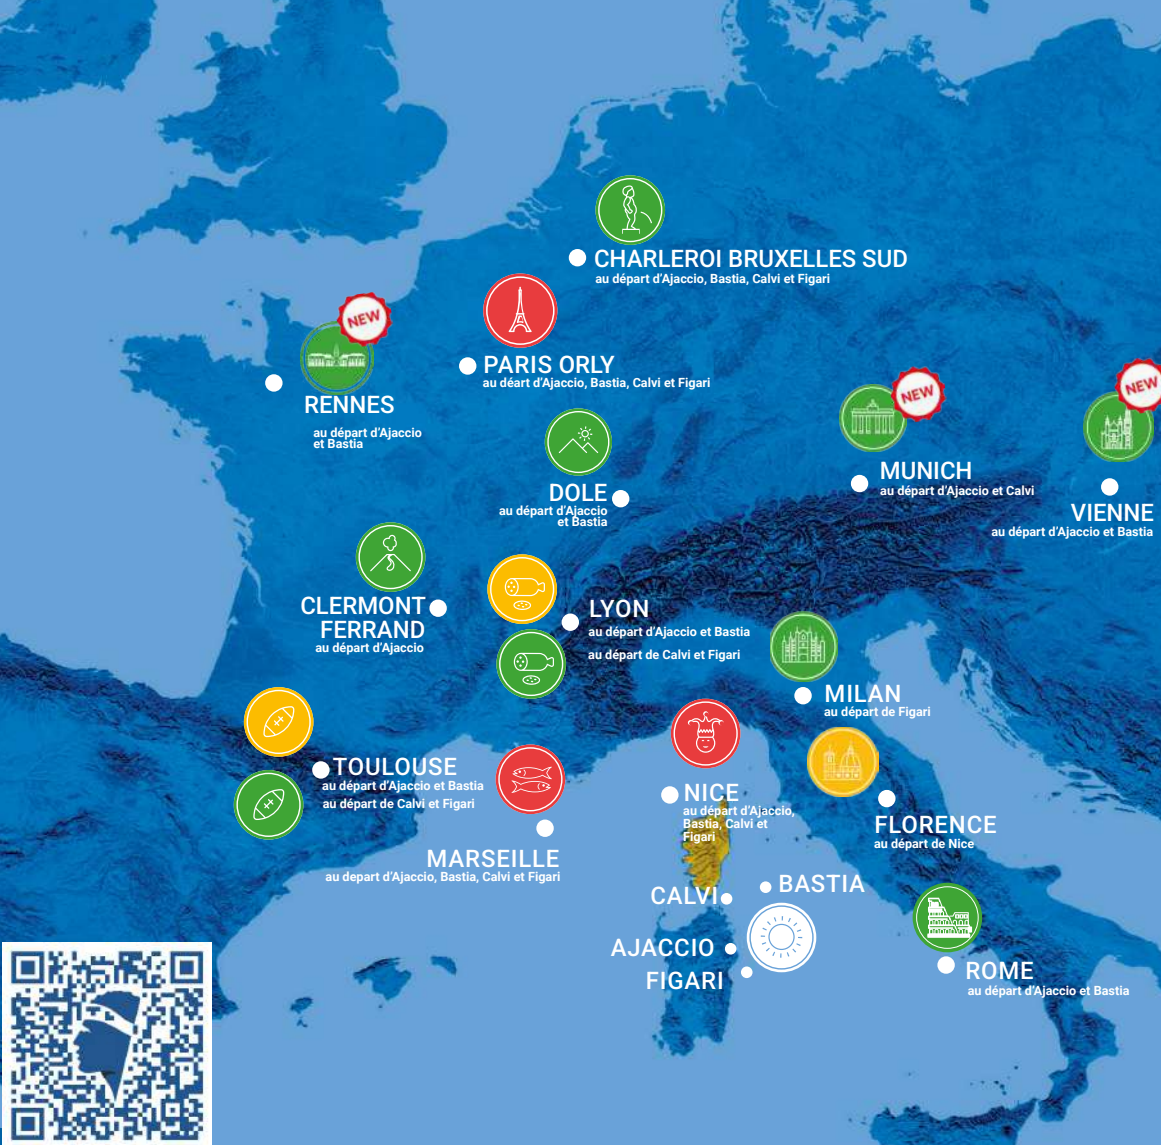 CHARLEROI BRUXELLES SUD
au départ d'Ajaccio, Bastia, Calvi et Figari
NEW
PARIS ORLY
au déart d'Ajaccio, Bastia, Calvi et Figari
RENNES
au départ d'Ajaccio
et Bastia
NEW
NEW
MUNICH
au départ d'Ajaccio et Calvi
DOLE
au départ d'Ajaccio
et Bastia
VIENNE
au départ d'Ajaccio et Bastia
CLERMONT
FERRAND
au départ d'Ajaccio
LYON
au départ d'Ajaccio et Bastia
au départ de Calvi et Figari
MILAN
au départ de Figari
TOULOUSE
au départ d'Ajaccio et Bastia
au départ de Calvi et Figari
NICE
au départ d'Ajaccio,
Bastia, Calvi et
Figari
FLORENCE
au départ de Nice
MARSEILLE
au depart d'Ajaccio, Bastia, Calvi et Figari
CALVI
BASTIA
AJACCIO
FIGARI
ROME
au départ d'Ajaccio et Bastia